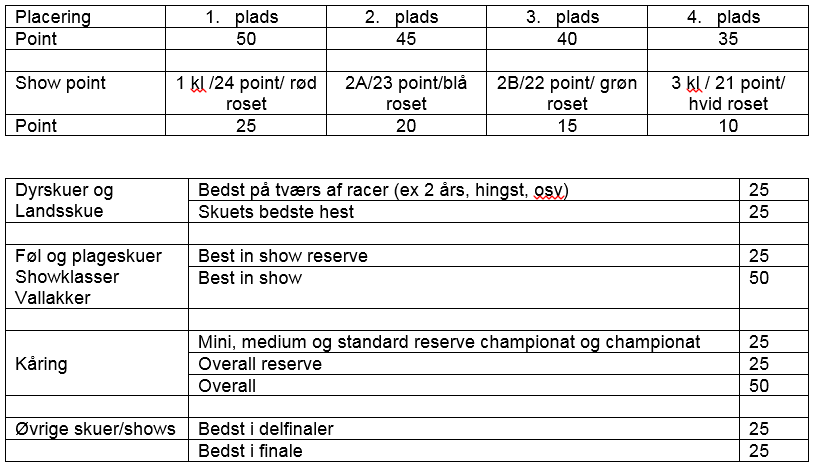 Placering 1. plads 2. plads 3. plads 4. plads
Point 50 45 40 35
Show point 1 kl /24 point/ rød roset 2A/23 point/blå roset 2B/22 point/ grøn roset 3 kl / 21 point/ hvid roset
Point 25 20 15 10
Dyrskuer og Landsskue
Bedst på tværs af racer (ex 2 års, hingst, osv) 25
Skuets bedste hest 25
Føl og plageskuer
Showklasser
Vallakker
Best in show reserve 25
Best in show 50
Kåring
Mini, medium og standard reserve championat og championat 25
Overall reserve 25
Overall 50
Øvrige skuer/shows Bedst i delfinaler 25
Bedst i finale 25